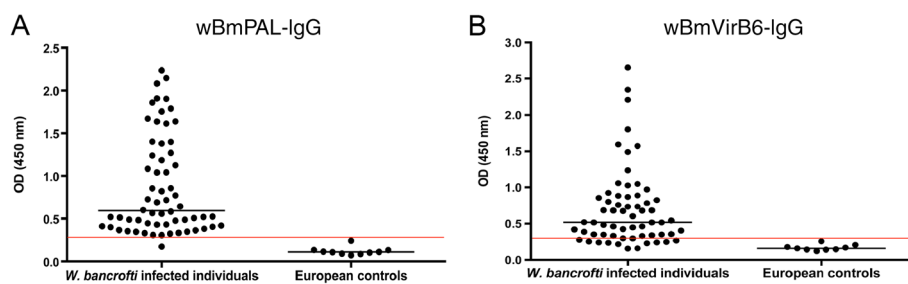 A
wBmPAL-IgG
OD (450 nm)
2.5
2.0
1.5
1.0
0.5
0.0
W. bancrofti infected individuals
European controls
B
wBmVirB6-IgG
OD (450 nm)
3.0
2.5
2.0
1.5
1.0
0.5
0.0
W. bancrofti infected individuals
European controls